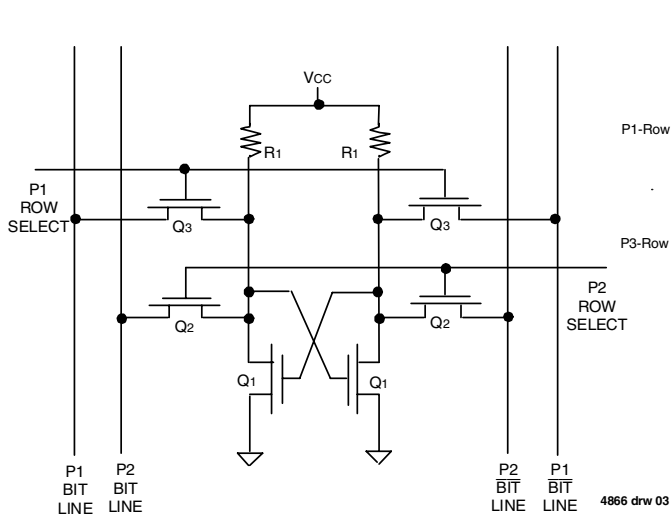 VCC
P1-Row
R1
R1
P1
ROW
SELECT
Q3
Q3
P3-Row
P2
ROW
SELECT
Q2
Q2
Q1
Q1
P1
BIT
LINE
P2
BIT
LINE
P2
BIT
LINE
P1
BIT
LINE
4866 drw 03